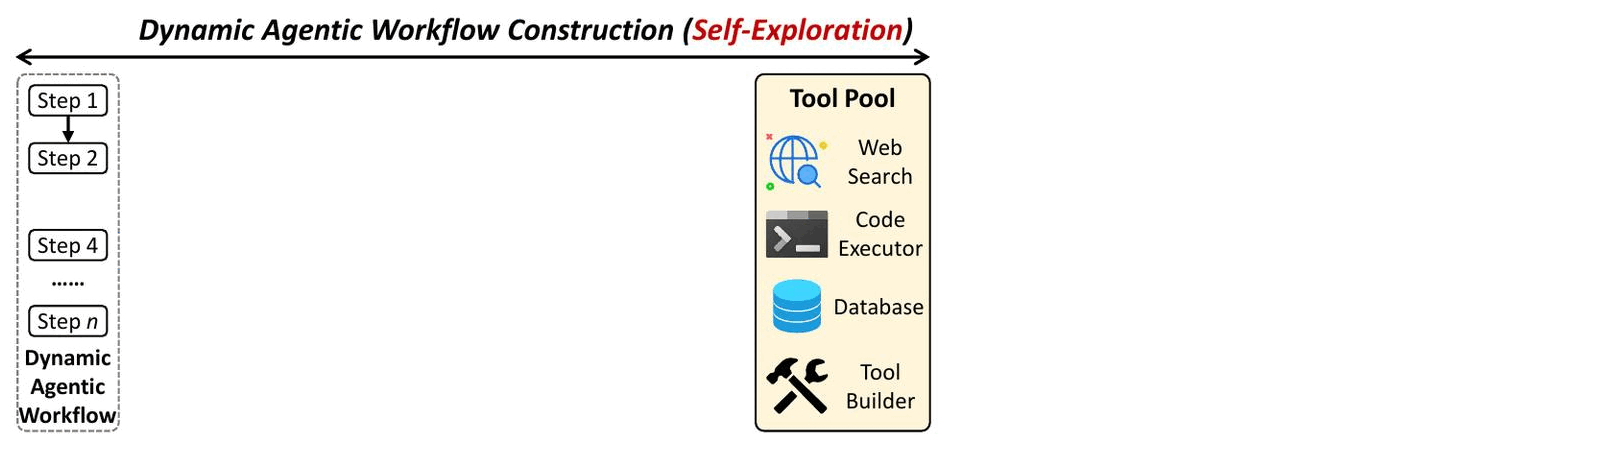 Dynamic Agentic Workflow Construction (Self-Exploration)
Step 1
Step 2
Step 4
......
Step n
Dynamic
Agentic
Workflow
Tool Pool
Web
Search
Code
Executor
Database
Tool
Builder